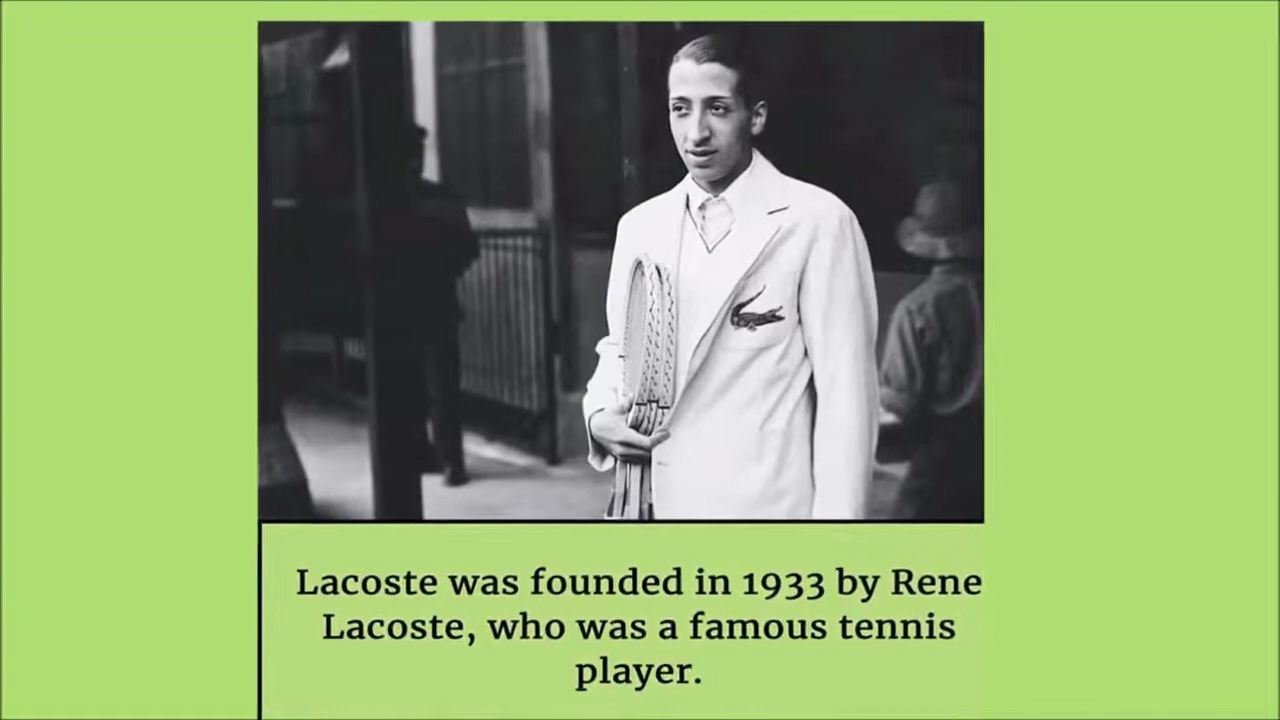 Lacoste was founded in 1933 by Rene
Lacoste, who was a famous tennis
player.